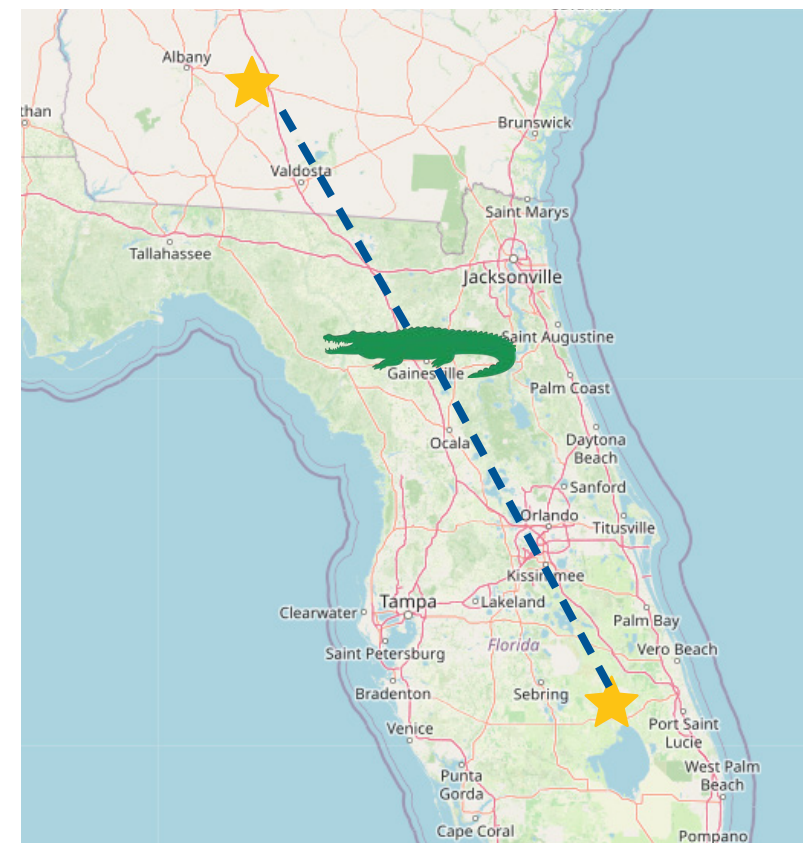 Albany
Brunswick
Valdosta
Saint Marys
Tallahassee
Jacksonville
Saint Augustine
Gainesville
Palm Coast
Ocala
Daytona
Beach
Sanford
Orlando
Titusville
Kissimmee
Lakeland
Tampa
Clearwater
Palm Bay
Florida
Vero Beach
Saint Petersburg
Bradenton
Sebring
Port Saint
Lucie
Venice
West Palm
Beach
Punta
Gorda
Cape Coral
Pompano